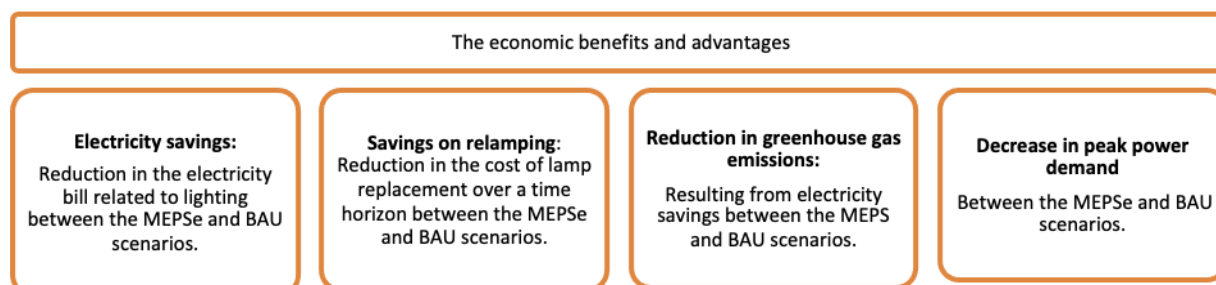 The economic benefits and advantages
Electricity savings:
Reduction in the electricity
bill related to lighting
between the MEPSe and BAU
scenarios.
Savings on relamping:
Reduction in the cost of lamp
replacement over a time
horizon between the MEPSe
and BAU scenarios.
Reduction in greenhouse gas
emissions:
Resulting from electricity
savings between the MEPS
and BAU scenarios.
Decrease in peak power
demand
Between the MEPSe and BAU
scenarios.